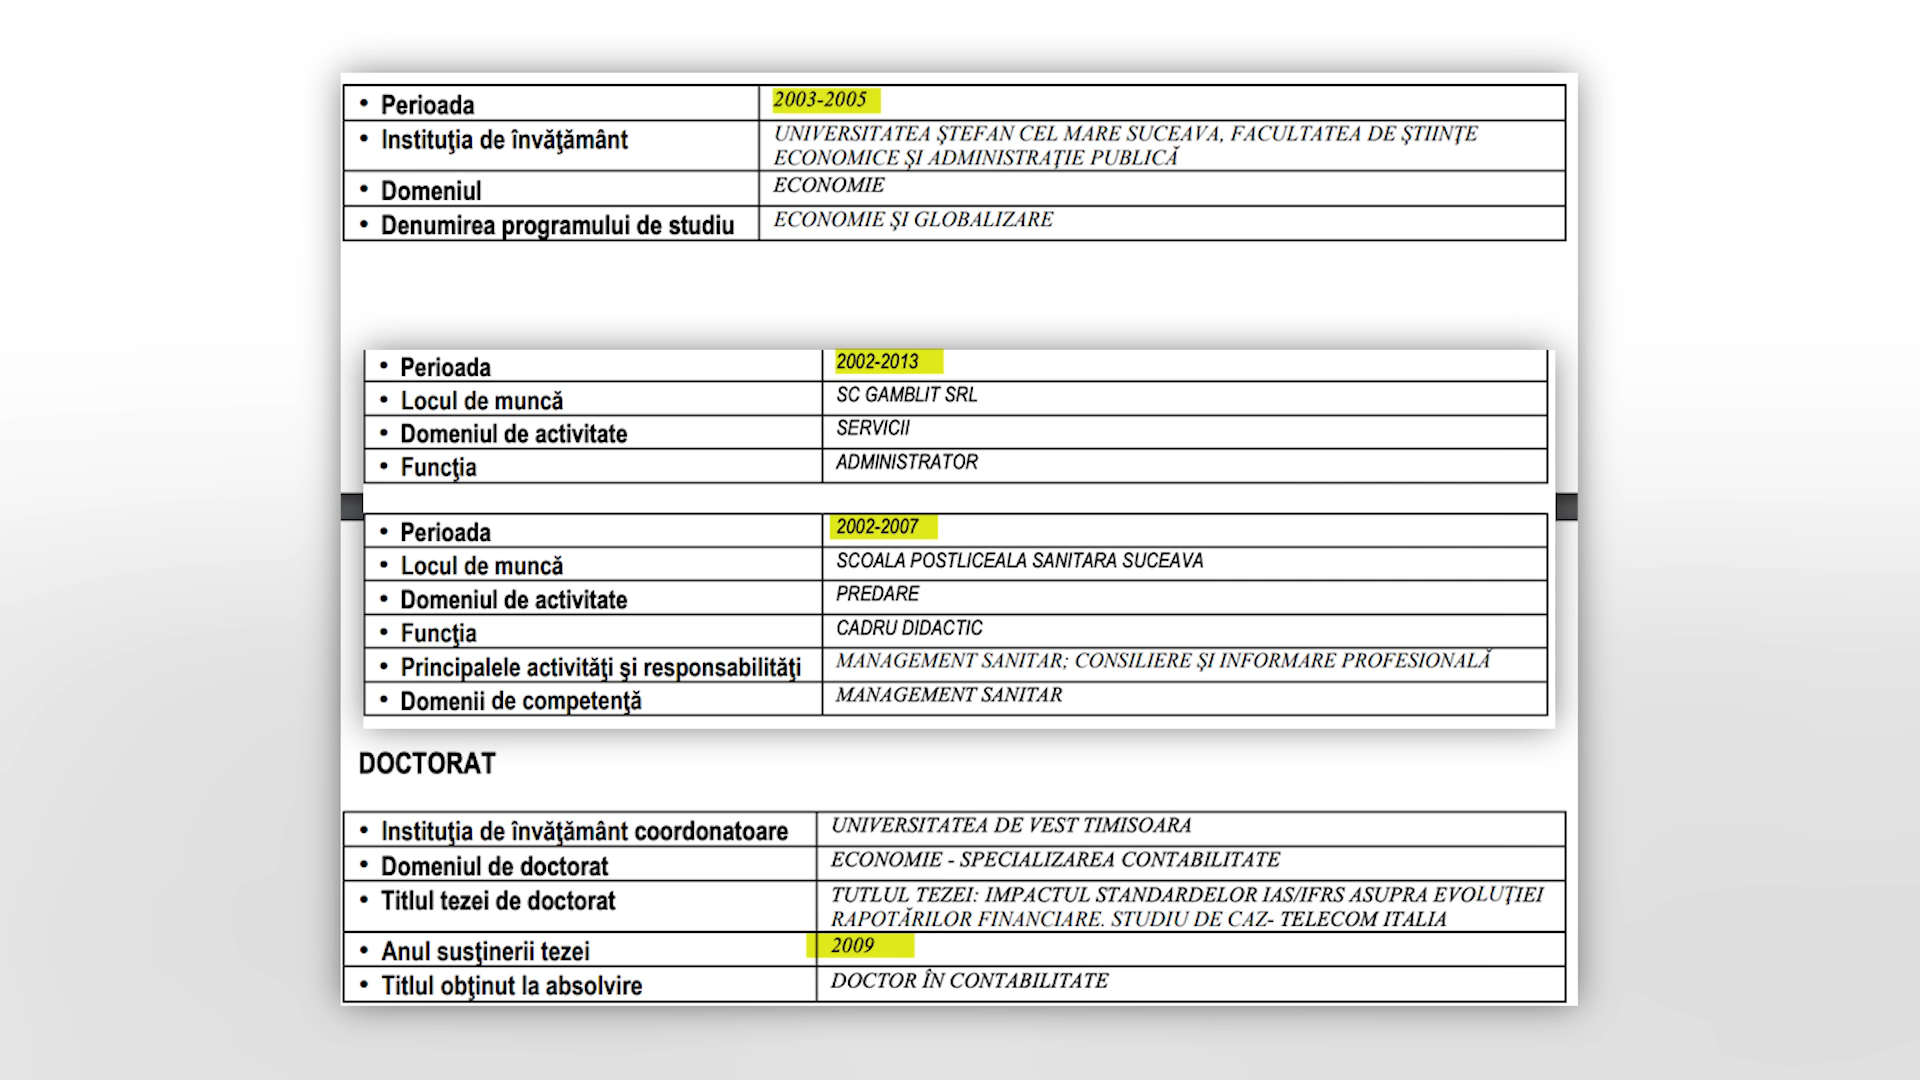 • Perioada 2003-2005
• Instituţia de învăţământ UNIVERSITATEA ŞTEFAN CEL MARE SUCEAVA, FACULTATEA DE ŞTIINŢE
ECONOMICE ŞI ADMINISTRAŢIE PUBLICĂ
• Domeniul ECONOMIE
• Denumirea programului de studiu ECONOMIE ŞI GLOBALIZARE
• Perioada 2002-2013
• Locul de muncă SC GAMBLIT SRL
• Domeniul de activitate SERVICII
• Funcţia ADMINISTRATOR
• Perioada 2002-2007
• Locul de muncă SCOALA POSTLICEALA SANITARA SUCEAVA
• Domeniul de activitate PREDARE
• Funcţia CADRU DIDACTIC
• Principalele activităţi şi responsabilităţi MANAGEMENT SANITAR; CONSILIERE ŞI INFORMARE PROFESIONALĂ
• Domenii de competenţă MANAGEMENT SANITAR
DOCTORAT
• Instituţia de învăţământ coordonatoare UNIVERSITATEA DE VEST TIMISOARA
• Domeniul de doctorat ECONOMIE - SPECIALIZAREA CONTABILITATE
• Titlul tezei de doctorat TUTLUL TEZEI: IMPACTUL STANDARDELOR IAS/IFRS ASUPRA EVOLUŢIEI
RAPOTĂRILOR FINANCIARE. STUDIU DE CAZ- TELECOM ITALIA
• Anul susţinerii tezei 2009
• Titlul obţinut la absolvire DOCTOR ÎN CONTABILITATE